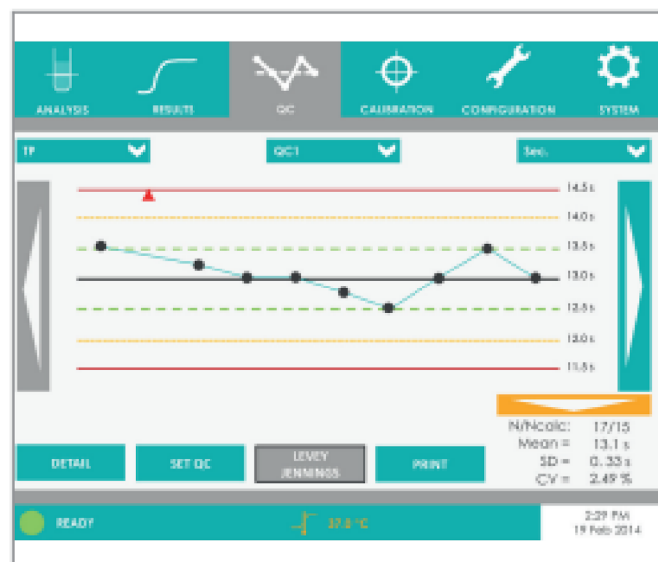 ANALYSIS RESULTS QC CALIBRATION CONFIGURATION SYSTEM
TP QC1 Sec.
14.5 s
14.0 s
13.5 s
13.0 s
12.5 s
12.0 s
11.5 s
N/Ncalc: 17/15
Mean = 13.1 s
SD = 0.33 s
CV = 2.49 %
DETAIL SET QC LEVEY JENNINGS PRINT
READY 37.0 °C 2:29 PM
19 Feb 2014